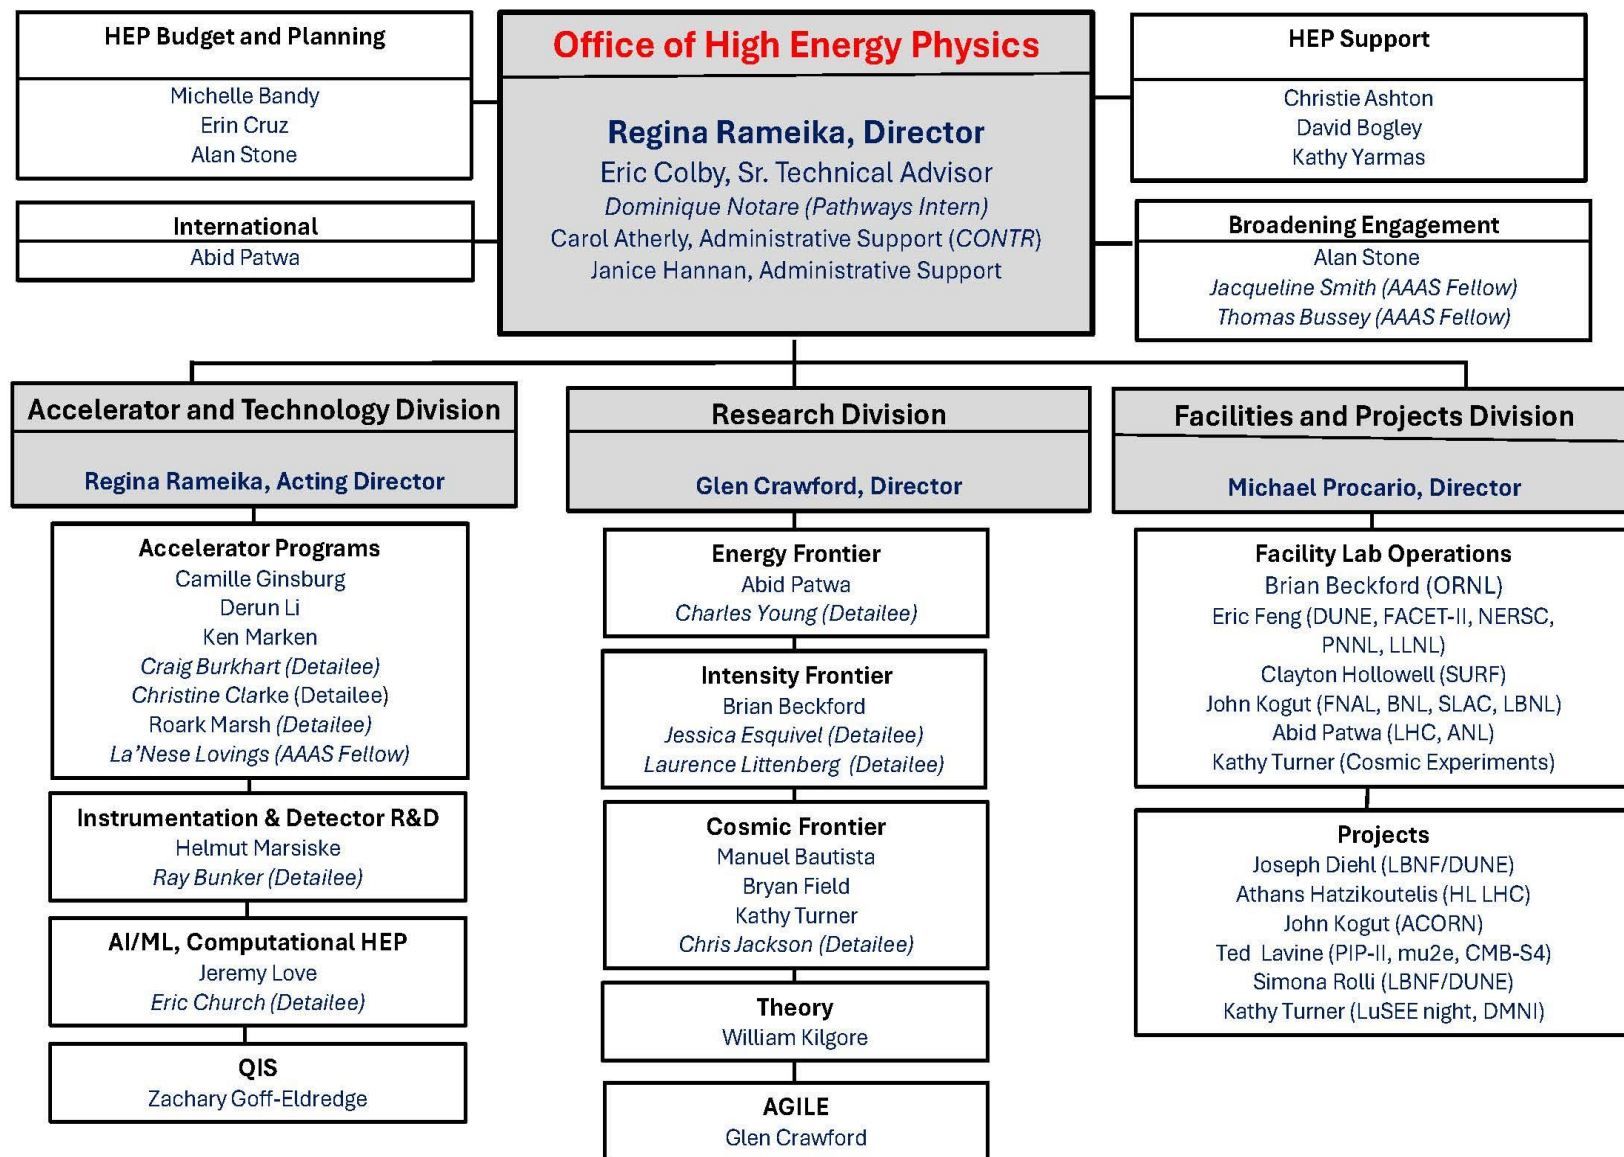 HEP Budget and Planning
Michelle Bandy
Erin Cruz
Alan Stone
International
Abid Patwa
Office of High Energy Physics
Regina Rameika, Director
Eric Colby, Sr. Technical Advisor
Dominique Notare (Pathways Intern)
Carol Atherly, Administrative Support (CONTR)
Janice Hannan, Administrative Support
HEP Support
Christie Ashton
David Bogley
Kathy Yarmas
Broadening Engagement
Alan Stone
Jacqueline Smith (AAAS Fellow)
Thomas Bussey (AAAS Fellow)
Accelerator and Technology Division
Regina Rameika, Acting Director
Accelerator Programs
Camille Ginsburg
Derun Li
Ken Marken
Craig Burkhart (Detailee)
Christine Clarke (Detailee)
Roark Marsh (Detailee)
La'Nese Lovings (AAAS Fellow)
Instrumentation & Detector R&D
Helmut Marsiske
Ray Bunker (Detailee)
AI/ML, Computational HEP
Jeremy Love
Eric Church (Detailee)
QIS
Zachary Goff-Eldredge
Research Division
Glen Crawford, Director
Energy Frontier
Abid Patwa
Charles Young (Detailee)
Intensity Frontier
Brian Beckford
Jessica Esquivel (Detailee)
Laurence Littenberg (Detailee)
Cosmic Frontier
Manuel Bautista
Bryan Field
Kathy Turner
Chris Jackson (Detailee)
Theory
William Kilgore
AGILE
Glen Crawford
Facilities and Projects Division
Michael Procario, Director
Facility Lab Operations
Brian Beckford (ORNL)
Eric Feng (DUNE, FACET-II, NERSC,
PNNL, LLNL)
Clayton Hollowell (SURF)
John Kogut (FNAL, BNL, SLAC, LBNL)
Abid Patwa (LHC, ANL)
Kathy Turner (Cosmic Experiments)
Projects
Joseph Diehl (LBNF/DUNE)
Athans Hatzikoutelis (HL LHC)
John Kogut (ACORN)
Ted Lavine (PIP-II, mu2e, CMB-S4)
Simona Rolli (LBNF/DUNE)
Kathy Turner (LuSEE night, DMNI)